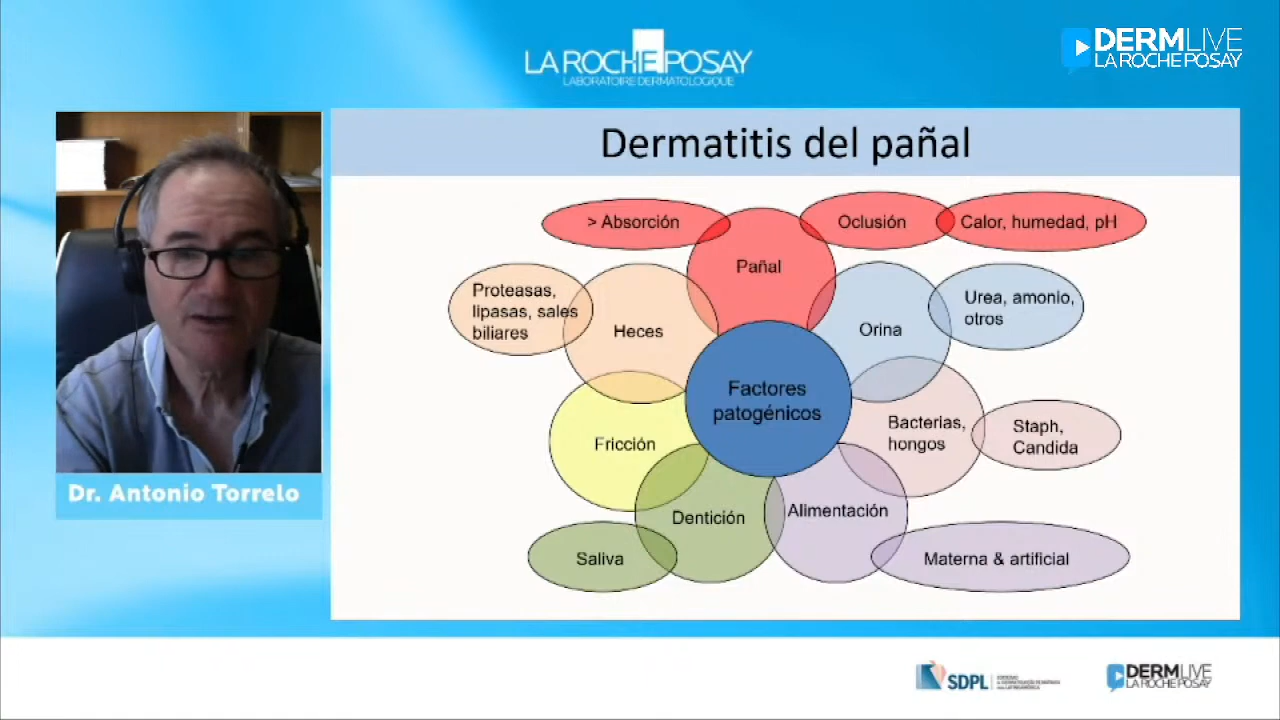 LA ROCHE POSAY
LABORATOIRE DERMATOLOGIQUE
DERMLIVE
LA ROCHE POSAY
Dermatitis del pañal
> Absorción
Oclusión
Calor, humedad, pH
Pañal
Proteasas,
lipasas, sales
biliares
Heces
Orina
Urea, amonio,
otros
Factores
patogénicos
Fricción
Bacterias,
hongos
Staph,
Candida
Dentición
Alimentación
Saliva
Materna & artificial
Dr. Antonio Torrelo
SDPL
DERMLIVE
LA ROCHE POSAY